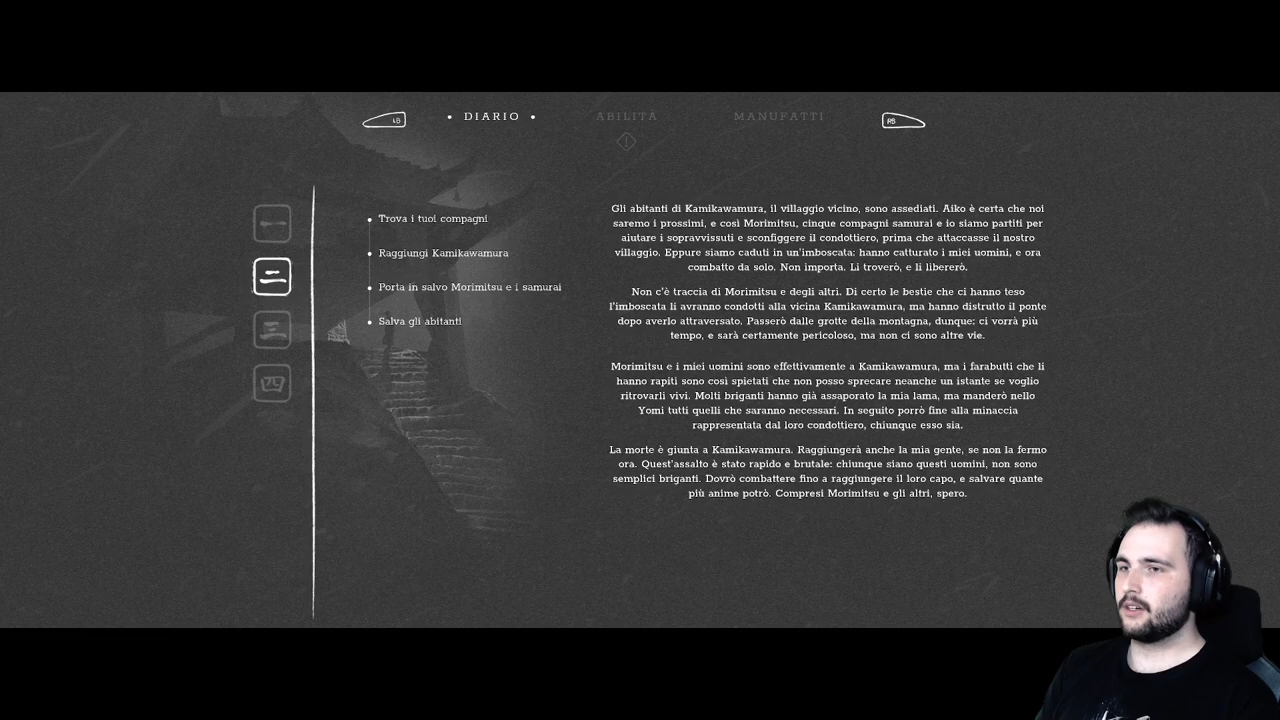 LB
• DIARIO •
ABILITÀ
MANUFATTI
RB
!
一
二
三
四
Trova i tuoi compagni
Raggiungi Kamikawamura
Porta in salvo Morimitsu e i samurai
Salva gli abitanti
Gli abitanti di Kamikawamura, il villaggio vicino, sono assediati. Aiko è certa che noi
saremo i prossimi, e così Morimitsu, cinque compagni samurai e io siamo partiti per
aiutare i sopravvissuti e sconfiggere il condottiero, prima che attaccasse il nostro
villaggio. Eppure siamo caduti in un'imboscata: hanno catturato i miei uomini, e ora
combatto da solo. Non importa. Li troverò, e li libererò.
Non c'è traccia di Morimitsu e degli altri. Di certo le bestie che ci hanno teso
l'imboscata li avranno condotti alla vicina Kamikawamura, ma hanno distrutto il ponte
dopo averlo attraversato. Passerò dalle grotte della montagna, dunque: ci vorrà più
tempo, e sarà certamente pericoloso, ma non ci sono altre vie.
Morimitsu e i miei uomini sono effettivamente a Kamikawamura, ma i farabutti che li
hanno rapiti sono così spietati che non posso sprecare neanche un istante se voglio
ritrovarli vivi. Molti briganti hanno già assaporato la mia lama, ma manderò nello
Yomi tutti quelli che saranno necessari. In seguito porrò fine alla minaccia
rappresentata dal loro condottiero, chiunque esso sia.
La morte è giunta a Kamikawamura. Raggiungerà anche la mia gente, se non la fermo
ora. Quest'assalto è stato rapido e brutale: chiunque siano questi uomini, non sono
semplici briganti. Dovrò combattere fino a raggiungere il loro capo, e salvare quante
più anime potrò. Compresi Morimitsu e gli altri, spero.